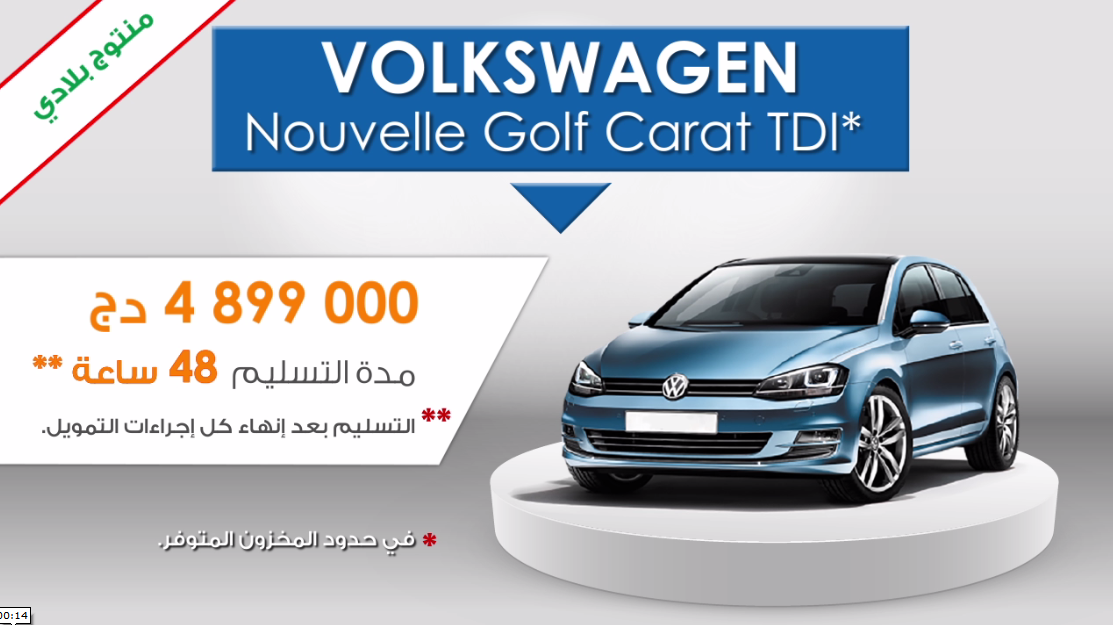 منتوج بلادي
VOLKSWAGEN
Nouvelle Golf Carat TDI*
4 899 000 دج
مدة التسليم 48 ساعة **
** التسليم بعد إنهاء كل إجراءات التمويل.
* في حدود المخزون المتوفر.
00:14